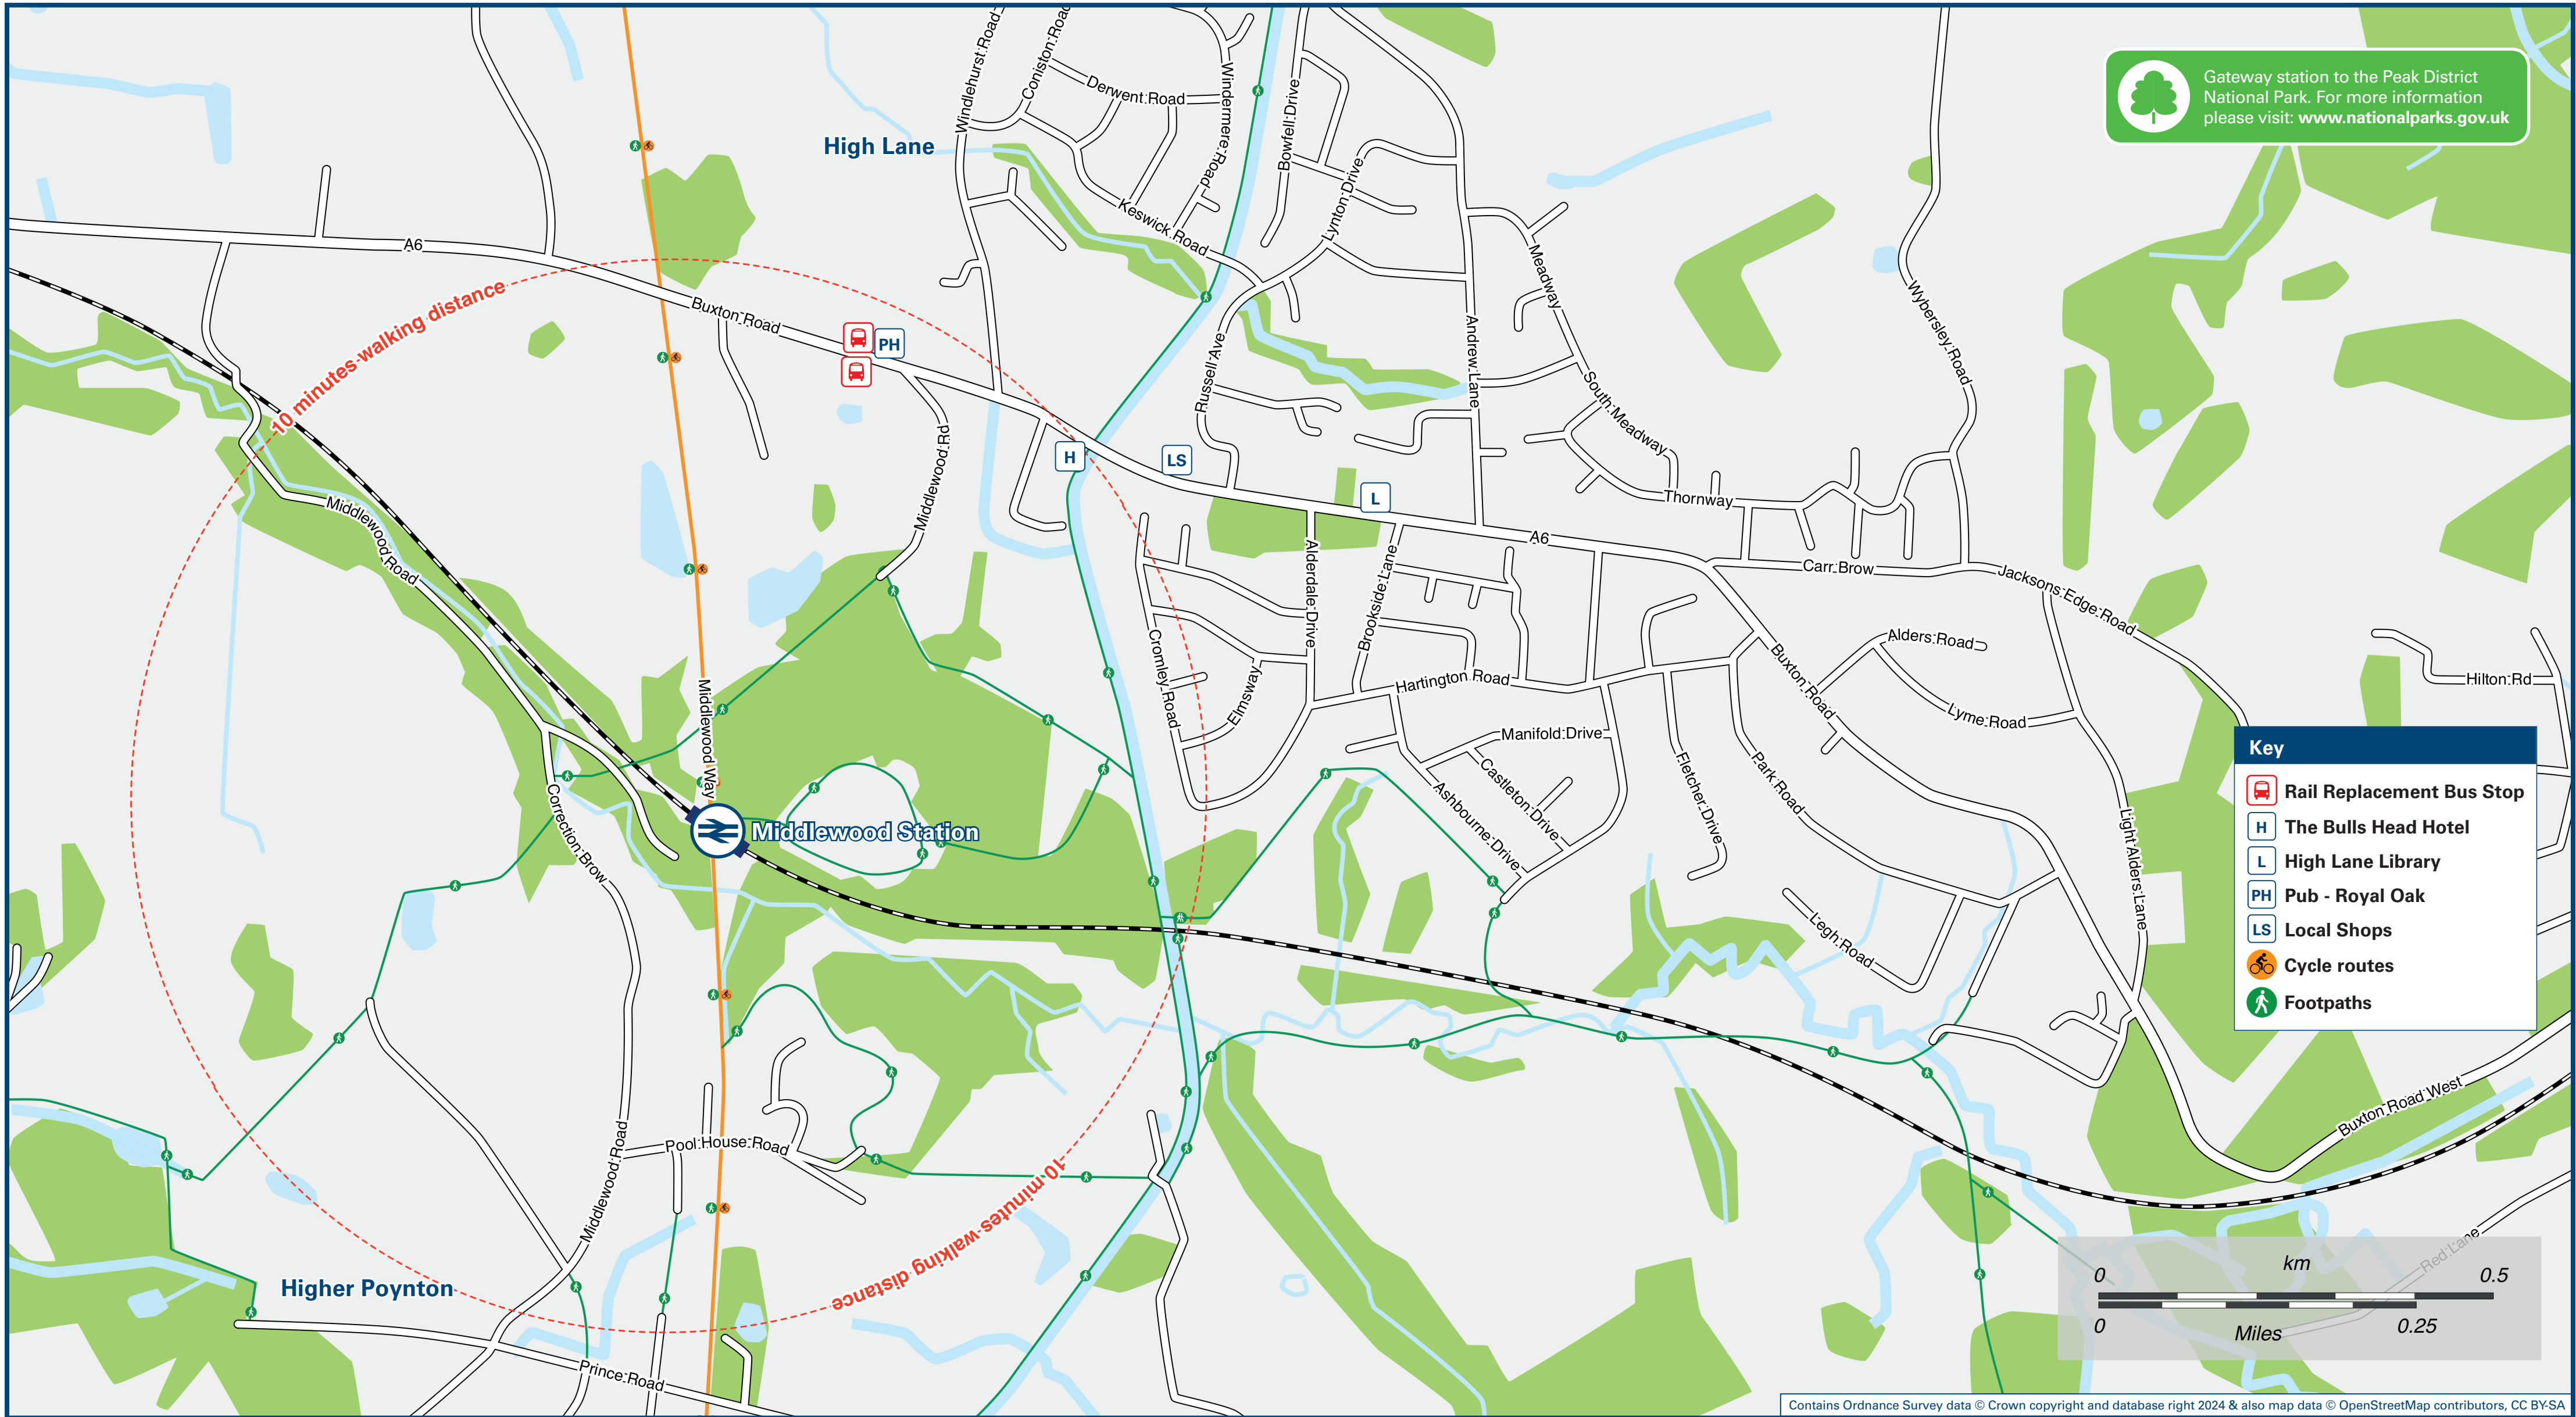 Windlehurst Road
Coniston Road
Derwent Road
Windermere Road
Bowfell Drive
Gateway station to the Peak District
National Park. For more information
please visit: www.nationalparks.gov.uk
High Lane
Keswick Road
Lynton Drive
A6
Meadway
Wybersley Road
10 minutes walking distance
Buxton Road
PH
Russell Ave
Andrew Lane
South Meadway
Middlewood Rd
H
LS
L
Thornway
Middlewood Road
A6
Carr Brow
Jacksons Edge Road
Alderdale Drive
Brookside Lane
Cromley Road
Elmsway
Hartington Road
Buxton Road
Alders Road
Lyme Road
Hilton Rd
Middlewood Way
Manifold Drive
Castleton Drive
Ashbourne Drive
Fletcher Drive
Park Road
Light Alders Lane
Correction Brow
Middlewood Station
Legh Road
Key
Rail Replacement Bus Stop
H The Bulls Head Hotel
L High Lane Library
PH Pub - Royal Oak
LS Local Shops
Cycle routes
Footpaths
Buxton Road West
Pool House Road
Middlewood Road
10 minutes walking distance
Higher Poynton
Prince Road
Red Lane
km
0 0.5
0 0.25
Miles
Contains Ordnance Survey data © Crown copyright and database right 2024 & also map data © OpenStreetMap contributors, CC BY-SA